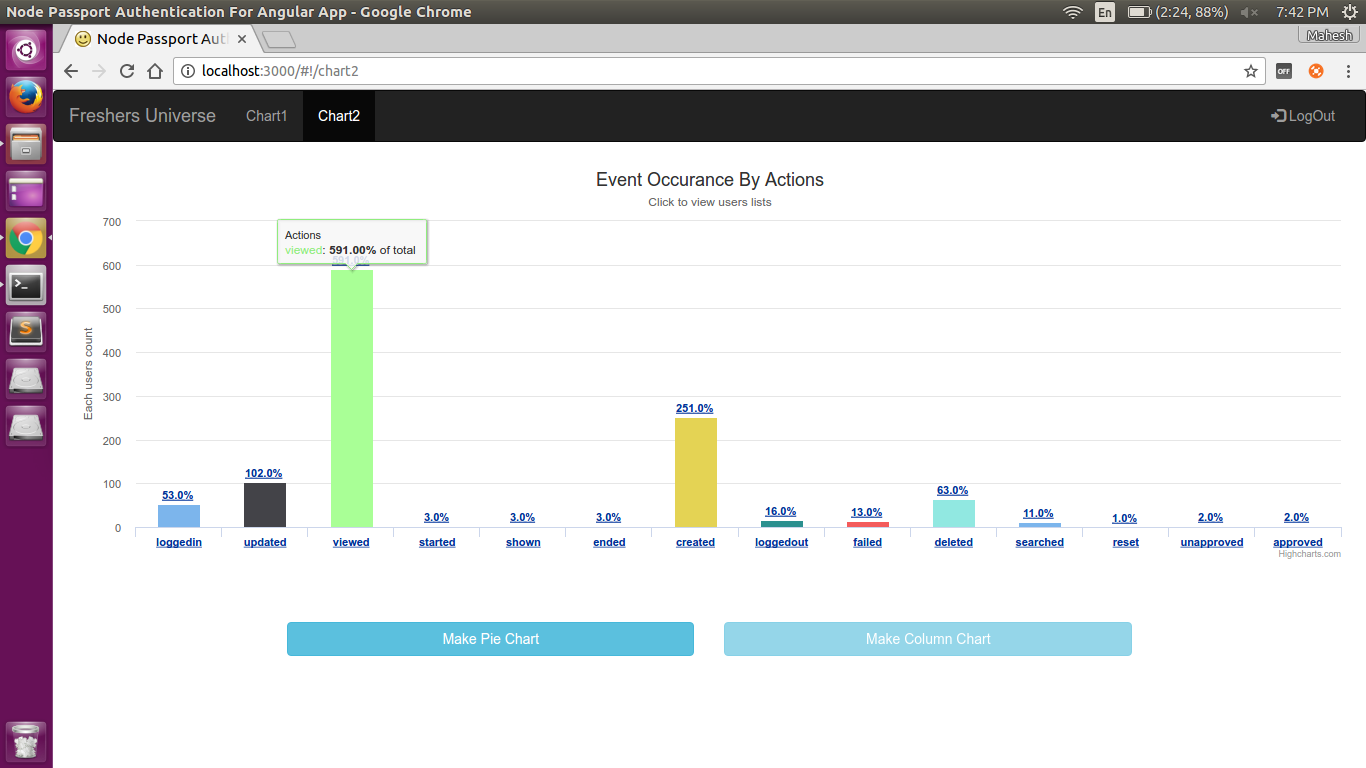 Node Passport Authentication For Angular App - Google Chrome
En
(2:24, 88%)
7:42 PM
Node Passport Aut
Mahesh
localhost:3000/#!/chart2
OFF
Freshers Universe
Chart1
Chart2
LogOut
Event Occurance By Actions
Click to view users lists
Each users count
700
600
500
400
300
200
100
0
Actions
viewed: 591.00% of total
591.0%
53.0%
102.0%
3.0%
3.0%
3.0%
251.0%
16.0%
13.0%
63.0%
11.0%
1.0%
2.0%
2.0%
loggedin
updated
viewed
started
shown
ended
created
loggedout
failed
deleted
searched
reset
unapproved
approved
Highcharts.com
Make Pie Chart
Make Column Chart